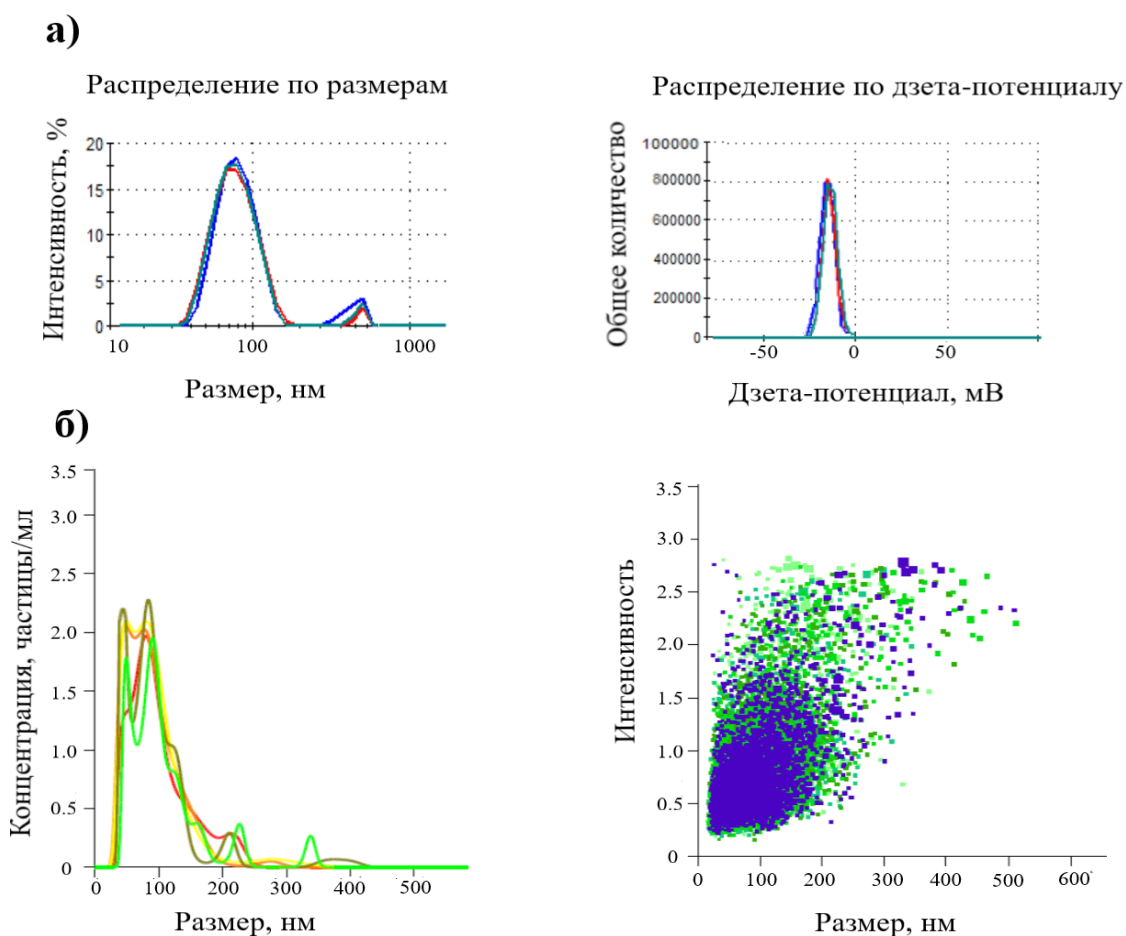 а)
Распределение по размерам
Интенсивность, %
20
15
10
5
0
10 100 1000
Размер, нм
Распределение по дзета-потенциалу
Общее количество
1000000
800000
600000
400000
200000
0
-50 0 50
Дзета-потенциал, мВ
б)
Концентрация, частицы/мл
3.5
3.0
2.5
2.0
1.5
1.0
0.5
0
0 100 200 300 400 500
Размер, нм
Интенсивность
3.5
3.0
2.5
2.0
1.5
1.0
0.5
0
0 100 200 300 400 500 600
Размер, нм